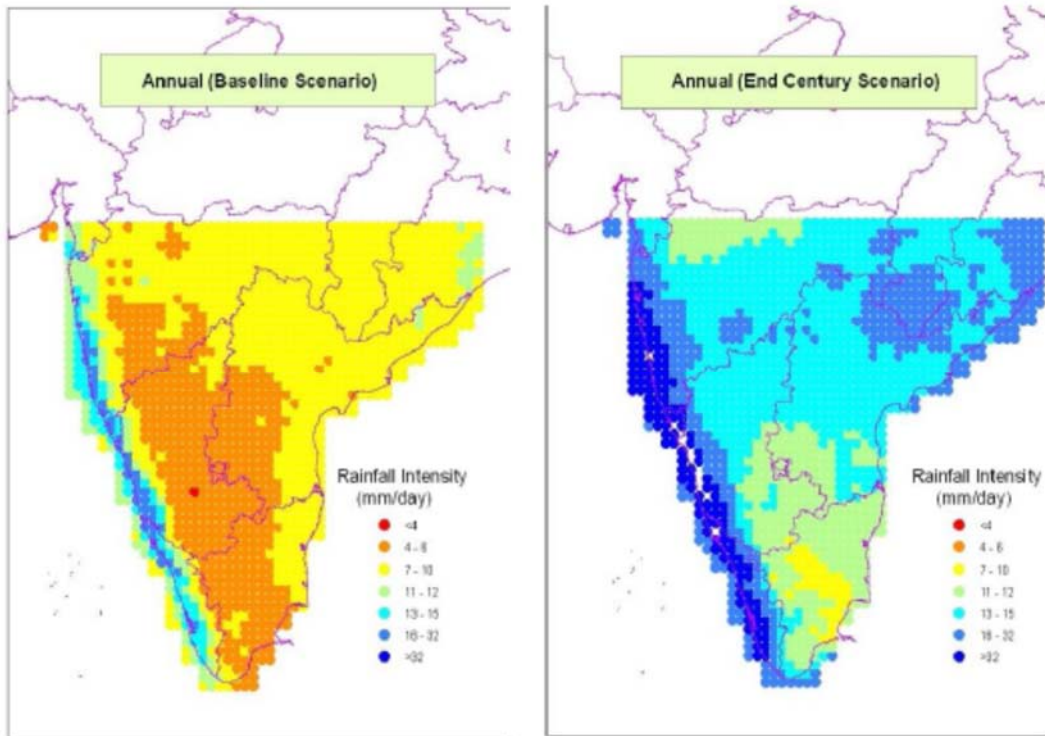 Annual (Baseline Scenario)
Rainfall Intensity
(mm/day)
<4
4 - 6
7 - 10
11 - 12
13 - 15
16 - 32
>32
Annual (End Century Scenario)
Rainfall Intensity
(mm/day)
<4
4 - 6
7 - 10
11 - 12
13 - 15
16 - 32
>32